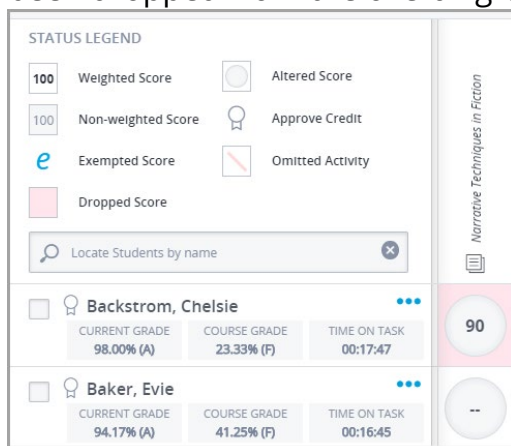 STATUS LEGEND
100 Weighted Score
Altered Score
100 Non-weighted Score
Approve Credit
e Exempted Score
Omitted Activity
Dropped Score
Locate Students by name
Narrative Techniques in Fiction
Backstrom, Chelsie
CURRENT GRADE COURSE GRADE TIME ON TASK
98.00% (A) 23.33% (F) 00:17:47
90
Baker, Evie
CURRENT GRADE COURSE GRADE TIME ON TASK
94.17% (A) 41.25% (F) 00:16:45
--